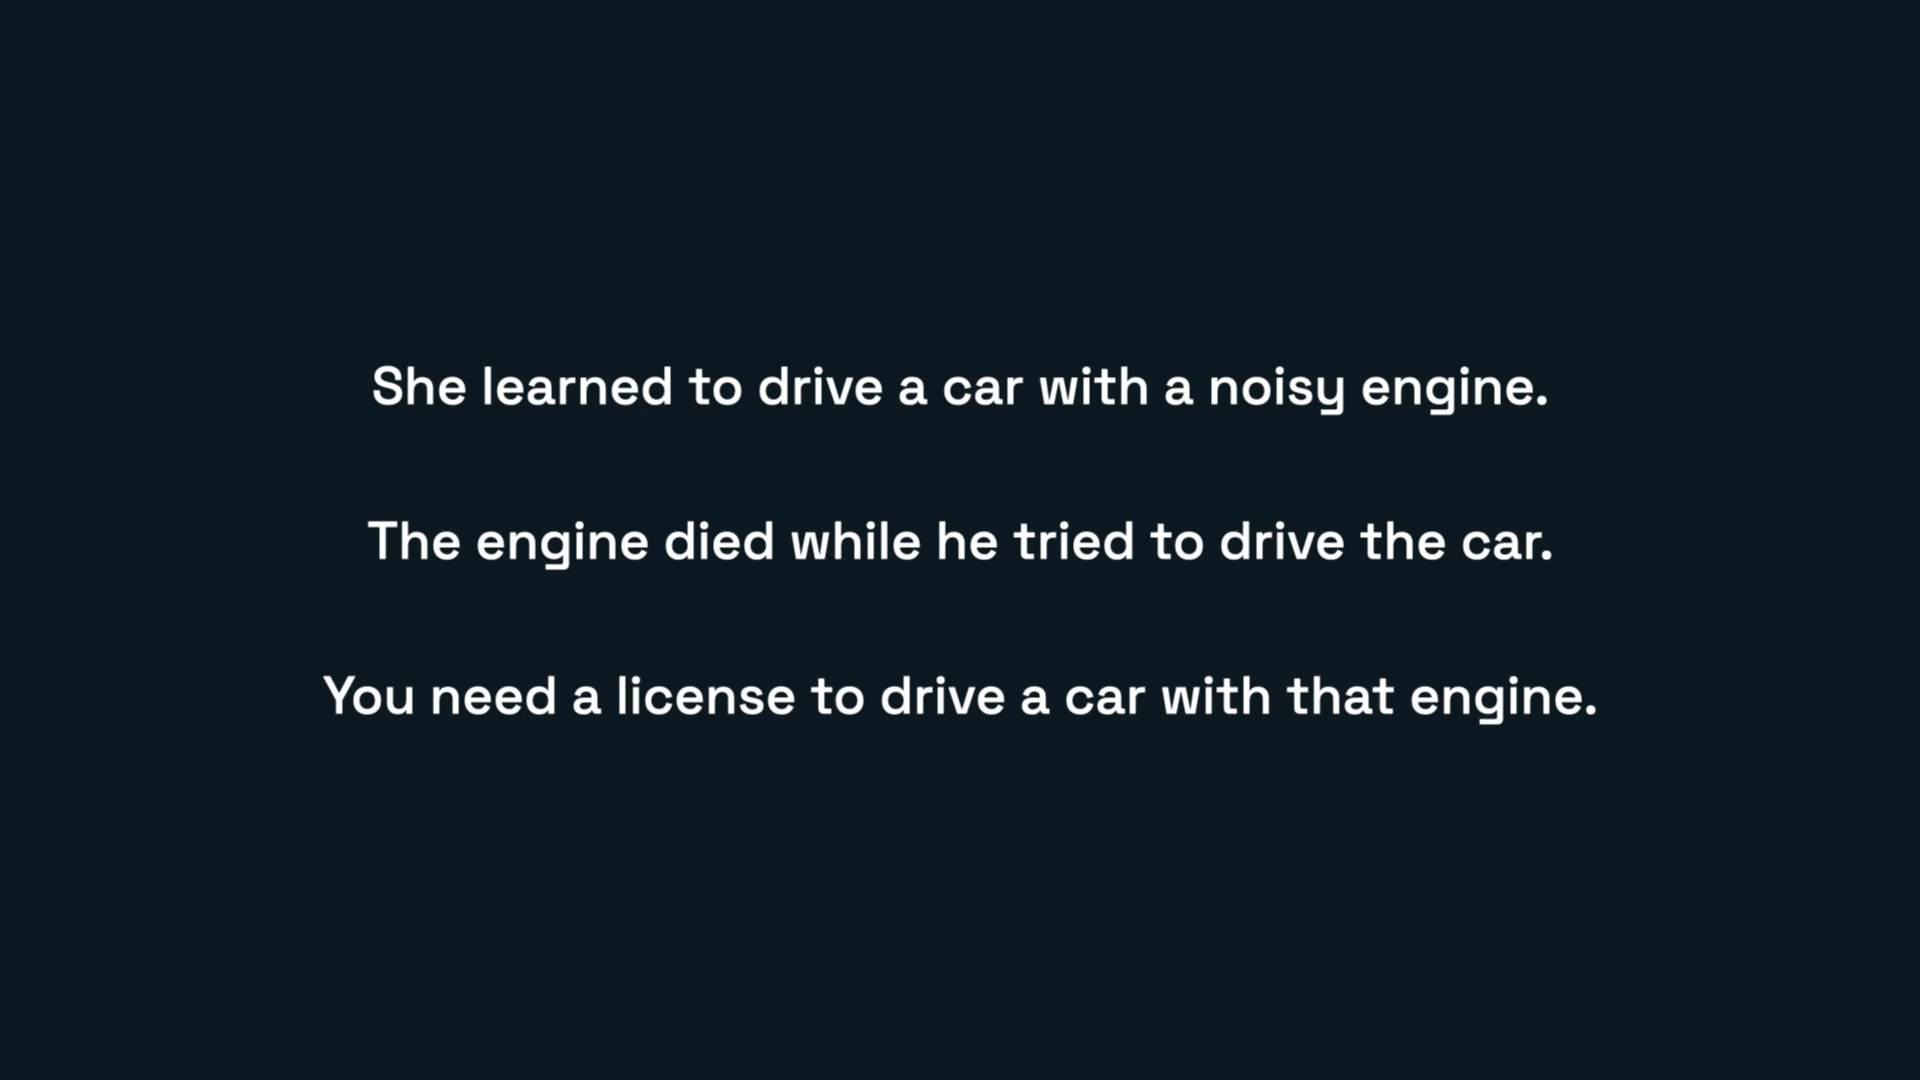 She learned to drive a car with a noisy engine.
The engine died while he tried to drive the car.
You need a license to drive a car with that engine.